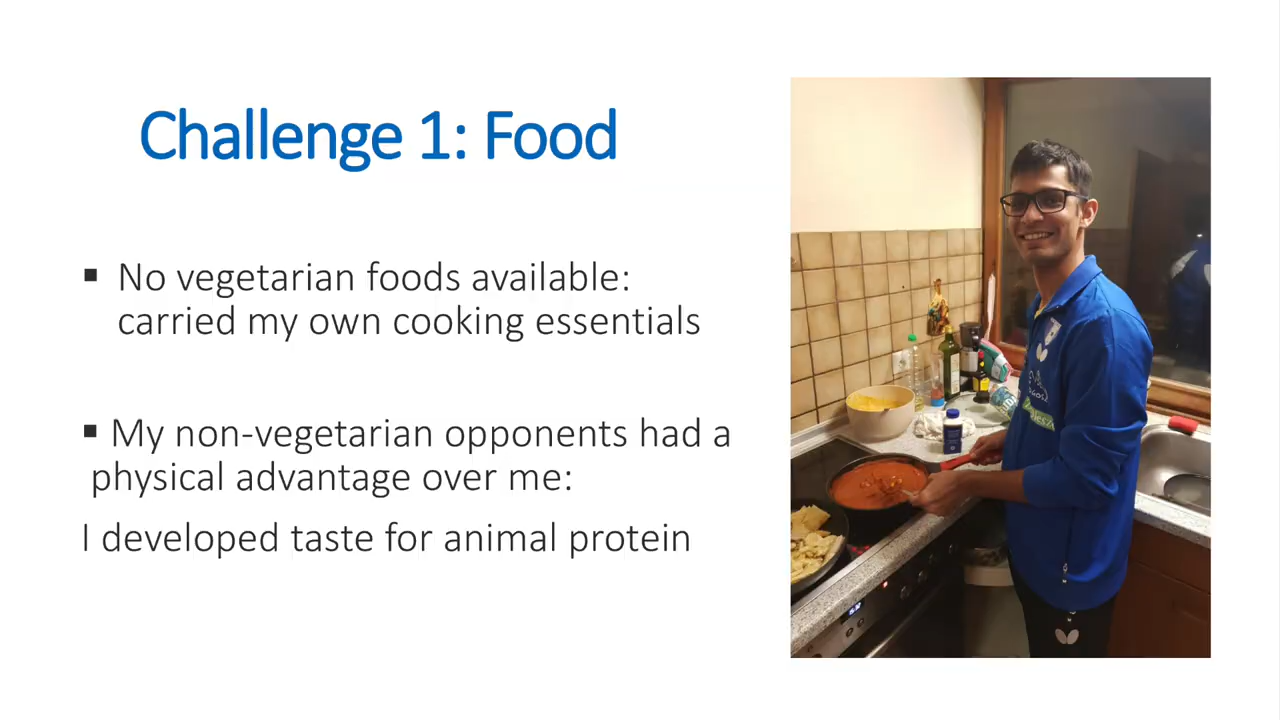 Challenge 1: Food
▪ No vegetarian foods available:
carried my own cooking essentials
▪ My non-vegetarian opponents had a
physical advantage over me:
I developed taste for animal protein